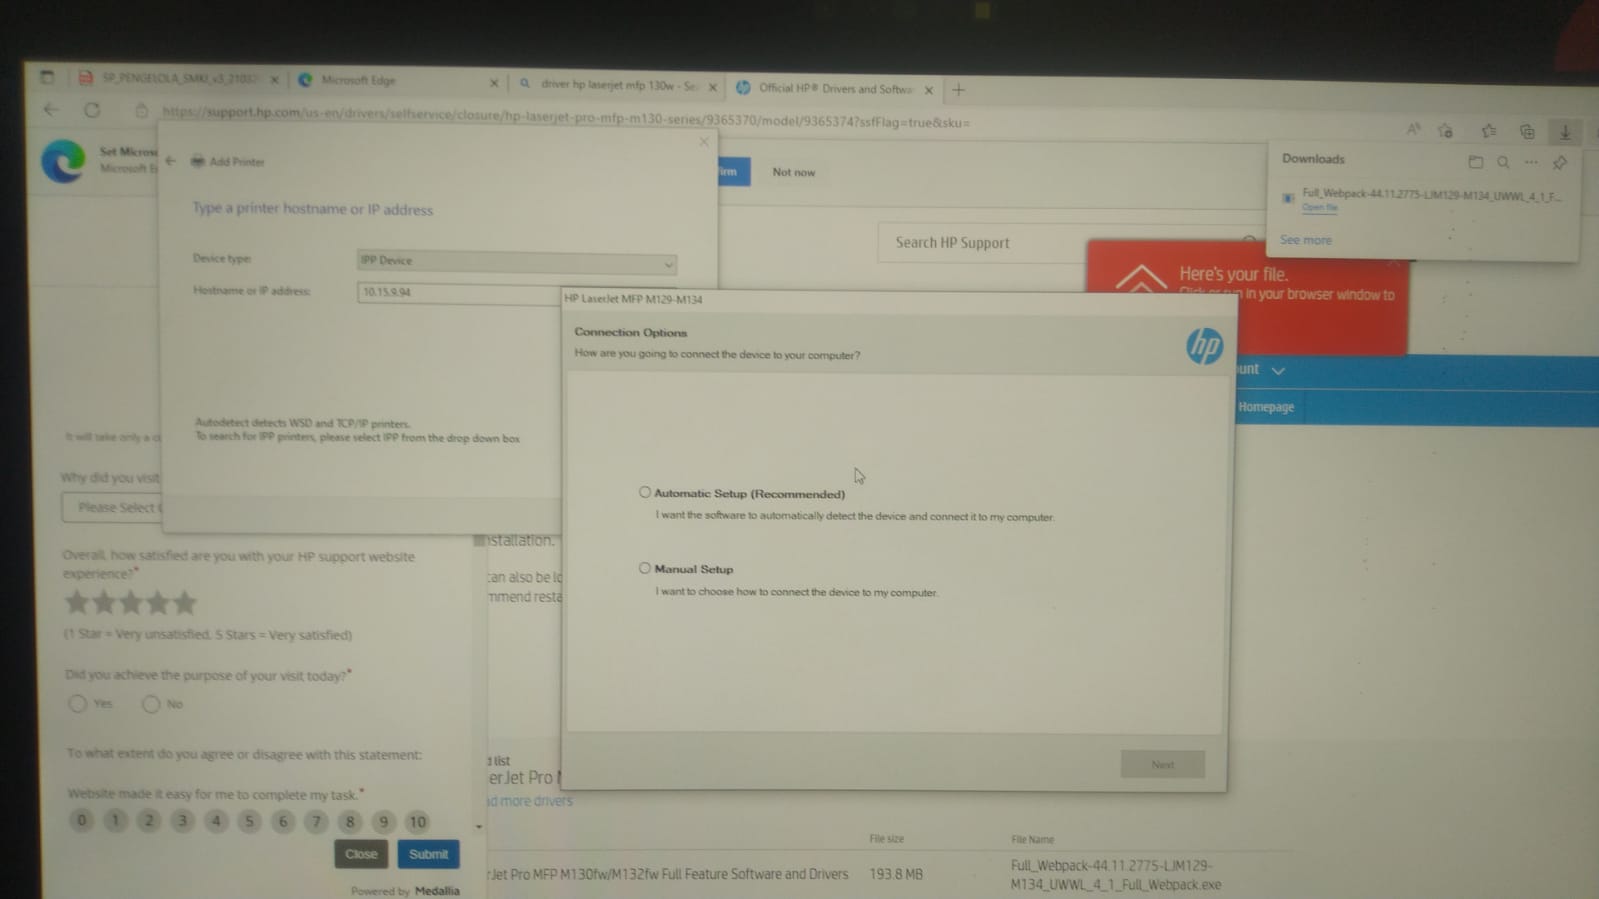 SP_PENGELOLA_SMKI_v3_21032
Microsoft Edge
driver hp laserjet mfp 130w - Se
Official HP® Drivers and Softwa
https://support.hp.com/us-en/drivers/selfservice/closure/hp-laserjet-pro-mfp-m130-series/9365370/model/9365374?ssfFlag=true&sku=
Set Microso
Microsoft E
Add Printer
irm
Not now
Downloads
Full_Webpack-44.11.2775-LJM129-M134_UWWL_4_1_F...
Open file
See more
Type a printer hostname or IP address
Device type:
IPP Device
Hostname or IP address:
10.15.9.94
Autodetect detects WSD and TCP/IP printers.
To search for IPP printers, please select IPP from the drop down box
Search HP Support
Here's your file.
in your browser window to
unt
Homepage
HP LaserJet MFP M129-M134
Connection Options
How are you going to connect the device to your computer?
hp
Automatic Setup (Recommended)
I want the software to automatically detect the device and connect it to my computer.
Manual Setup
I want to choose how to connect the device to my computer.
Next
It will take only a
Why did you visit
Please Select
Overall, how satisfied are you with your HP support website
experience?*
(1 Star = Very unsatisfied, 5 Stars = Very satisfied)
Did you achieve the purpose of your visit today?*
Yes
No
To what extent do you agree or disagree with this statement:
Website made it easy for me to complete my task.*
0 1 2 3 4 5 6 7 8 9 10
Close
Submit
Powered by Medallia
nstallation.
can also be lo
mmend resta
d list
erJet Pro
d more drivers
File size
File Name
rJet Pro MFP M130fw/M132fw Full Feature Software and Drivers
193.8 MB
Full_Webpack-44.11.2775-LJM129-
M134_UWWL_4_1_Full_Webpack.exe